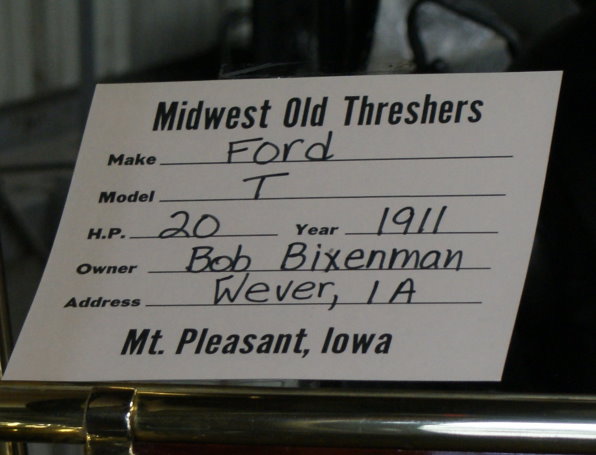 Midwest Old Threshers
Make Ford
Model T
H.P. 20 Year 1911
Owner Bob Bixenman
Address Wever, IA
Mt. Pleasant, Iowa